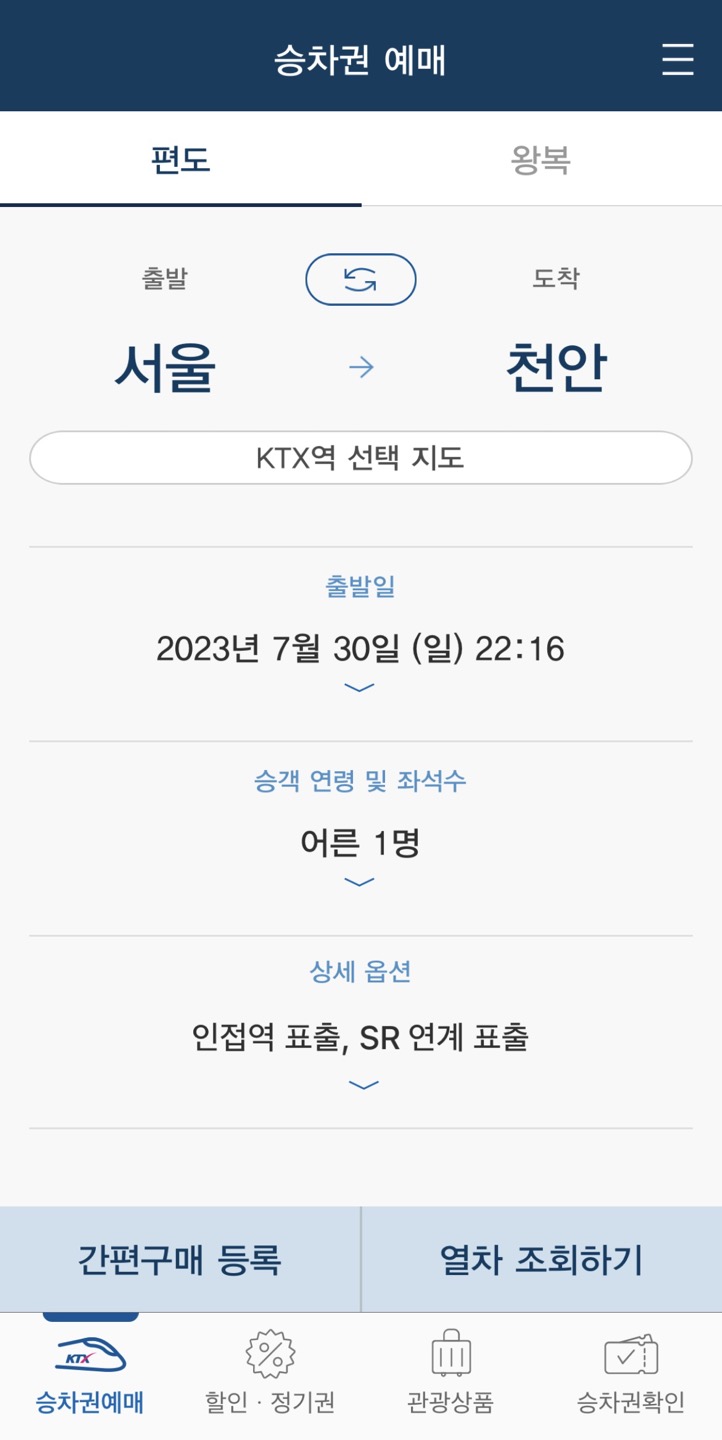 승차권 예매
편도 왕복
출발 도착
서울 → 천안
KTX역 선택 지도
출발일
2023년 7월 30일 (일) 22:16
승객 연령 및 좌석수
어른 1명
상세 옵션
인접역 표출, SR 연계 표출
간편구매 등록 열차 조회하기
KTX
승차권예매 할인 · 정기권 관광상품 승차권확인